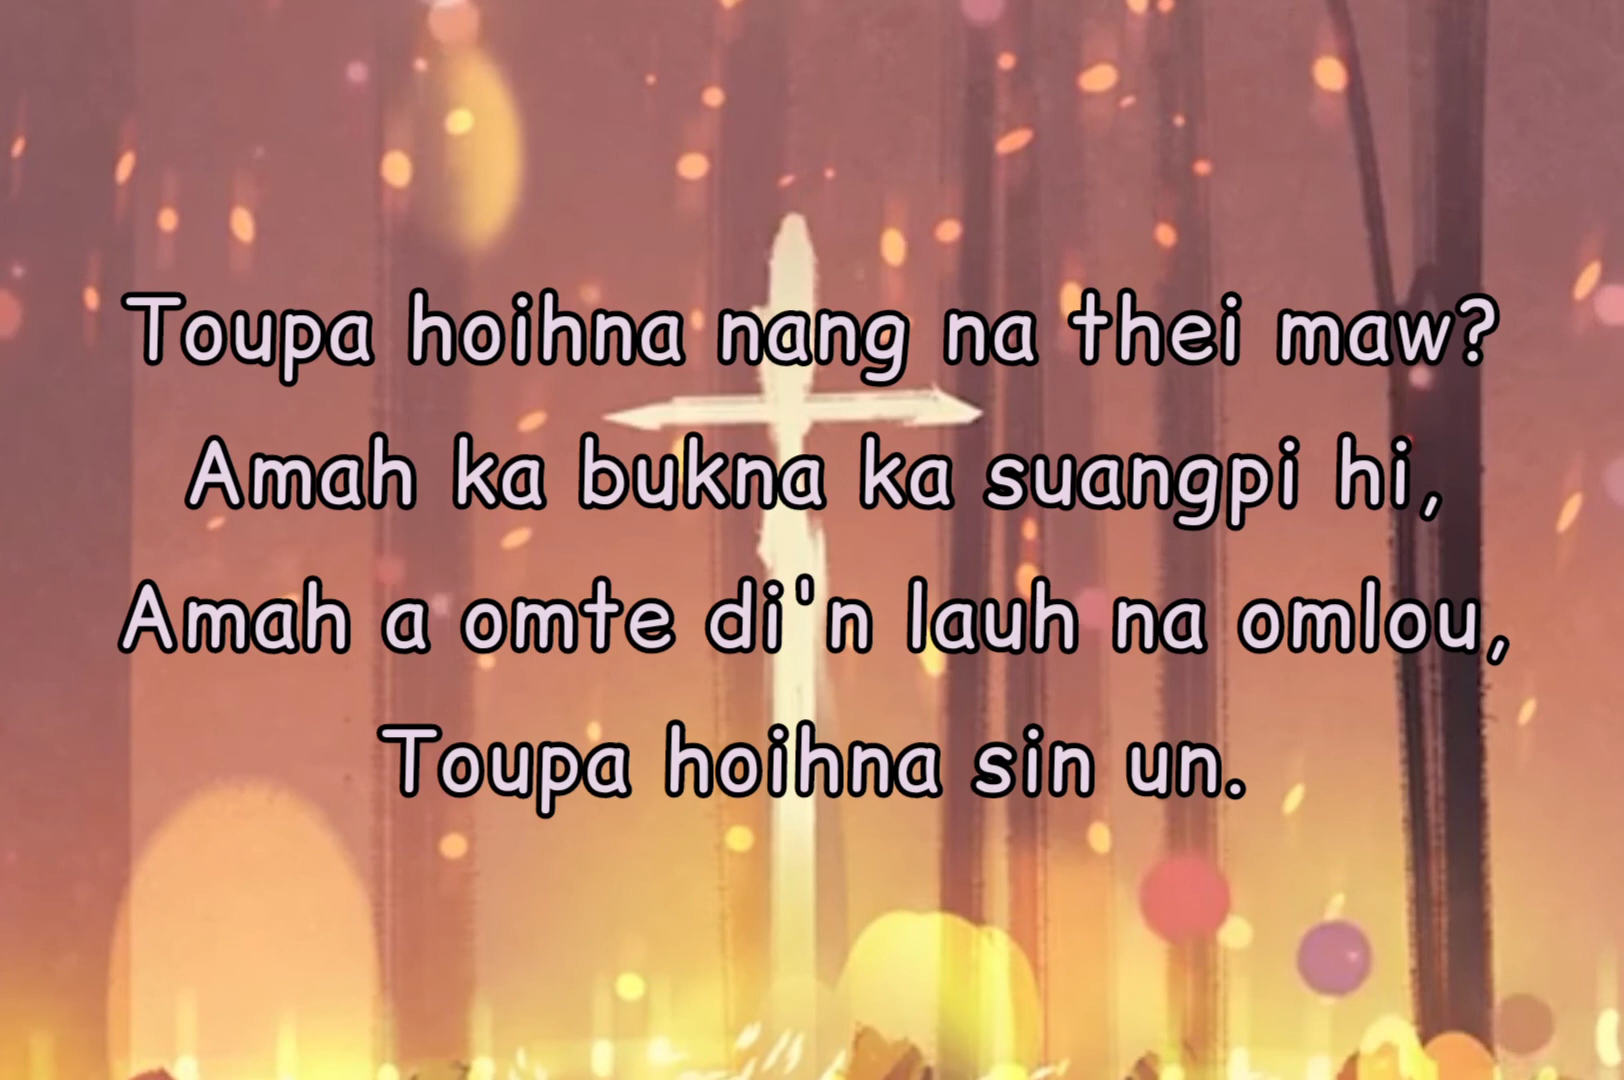 Toupa hoihna nang na thei maw?
Amah ka bukna ka suangpi hi,
Amah a omte di'n lauh na omlou,
Toupa hoihna sin un.